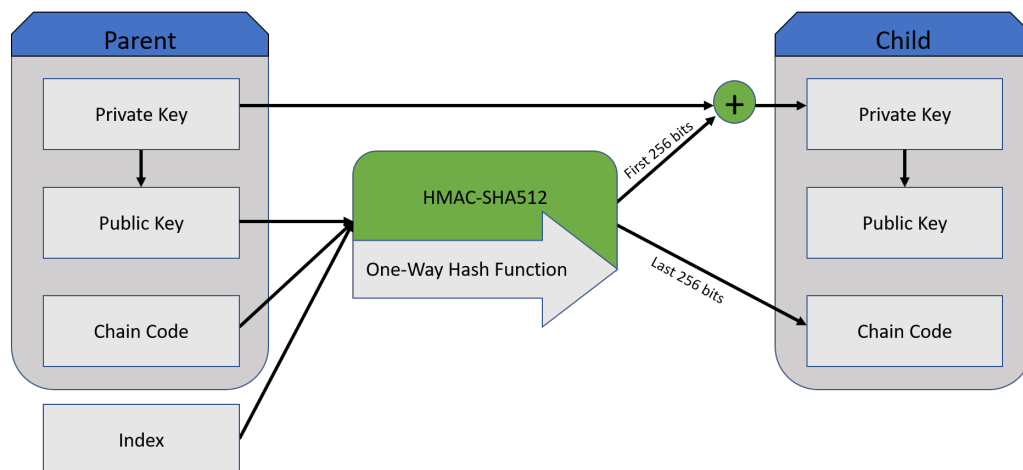 Parent
Private Key
Public Key
Chain Code
Index
HMAC-SHA512
One-Way Hash Function
First 256 bits
+
Last 256 bits
Child
Private Key
Public Key
Chain Code